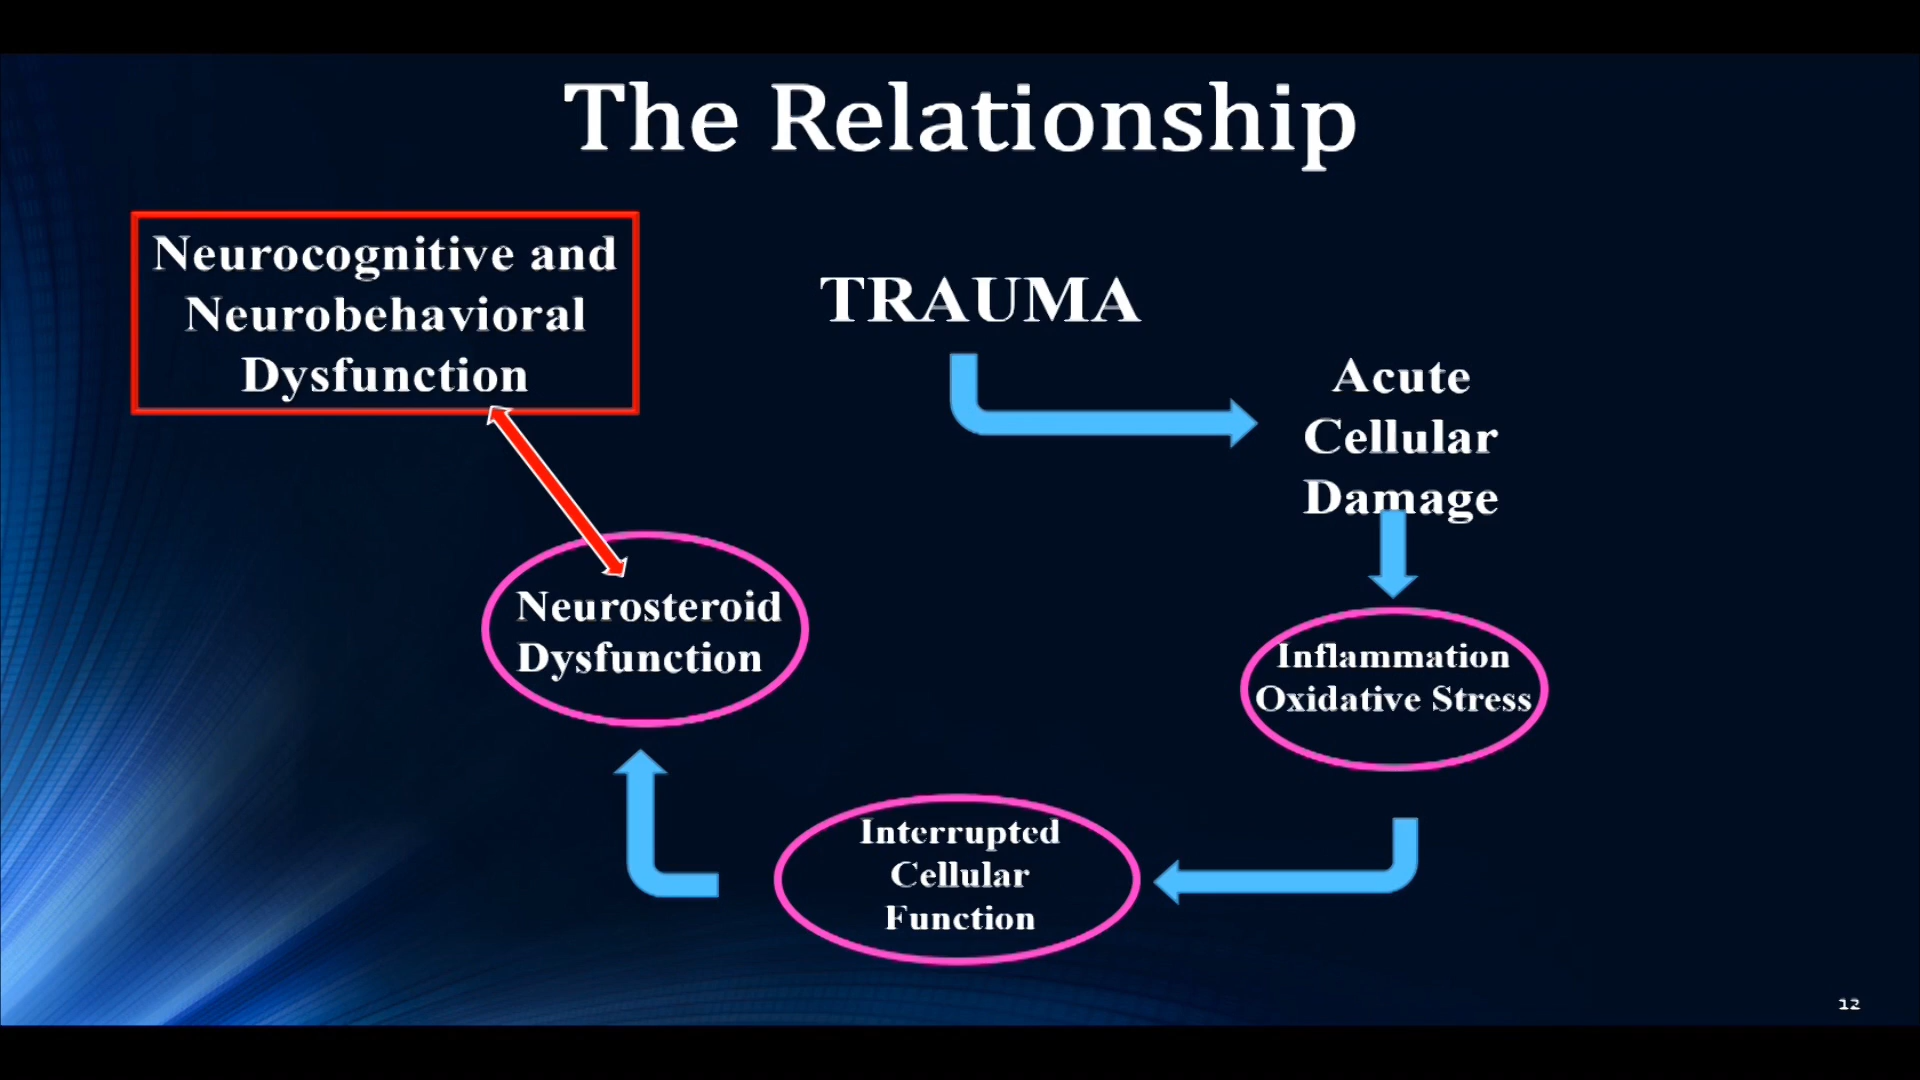 The Relationship
Neurocognitive and
Neurobehavioral
Dysfunction
TRAUMA
Acute
Cellular
Damage
Neurosteroid
Dysfunction
Inflammation
Oxidative Stress
Interrupted
Cellular
Function
12